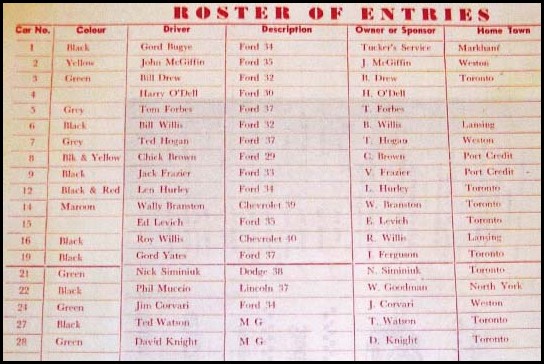 ROSTER OF ENTRIES
Car No. Colour Driver Description Owner or Sponsor Home Town
1 Black Gord Bugye Ford 34 Tucker's Service Markham
2 Yellow John McGiffin Ford 35 J. McGiffin Weston
3 Green Bill Drew Ford 32 B. Drew Toronto
4 Harry O'Dell Ford 30 H. O'Dell
5 Grey Tom Forbes Ford 37 T. Forbes
6 Black Bill Willis Ford 32 B. Willis Lansing
7 Grey Ted Hogan Ford 37 T. Hogan Weston
8 Blk & Yellow Chick Brown Ford 29 C. Brown Port Credit
9 Black Jack Frazier Ford 33 V. Frazier Port Credit
12 Black & Red Len Hurley Ford 34 L. Hurley Toronto
14 Maroon Wally Branston Chevrolet 39 W. Branston Toronto
15 Ed Levich Ford 35 E. Levich Toronto
16 Black Roy Willis Chevrolet 40 R. Willis Lansing
19 Black Gord Yates Ford 37 J. Ferguson Toronto
21 Green Nick Siminiuk Dodge 38 N. Siminiuk Toronto
22 Black Phil Muccio Lincoln 37 W. Goodman North York
24 Green Jim Corvari Ford 34 J. Corvari Weston
27 Black Ted Watson M G T. Watson Toronto
28 Green David Knight M G D. Knight Toronto